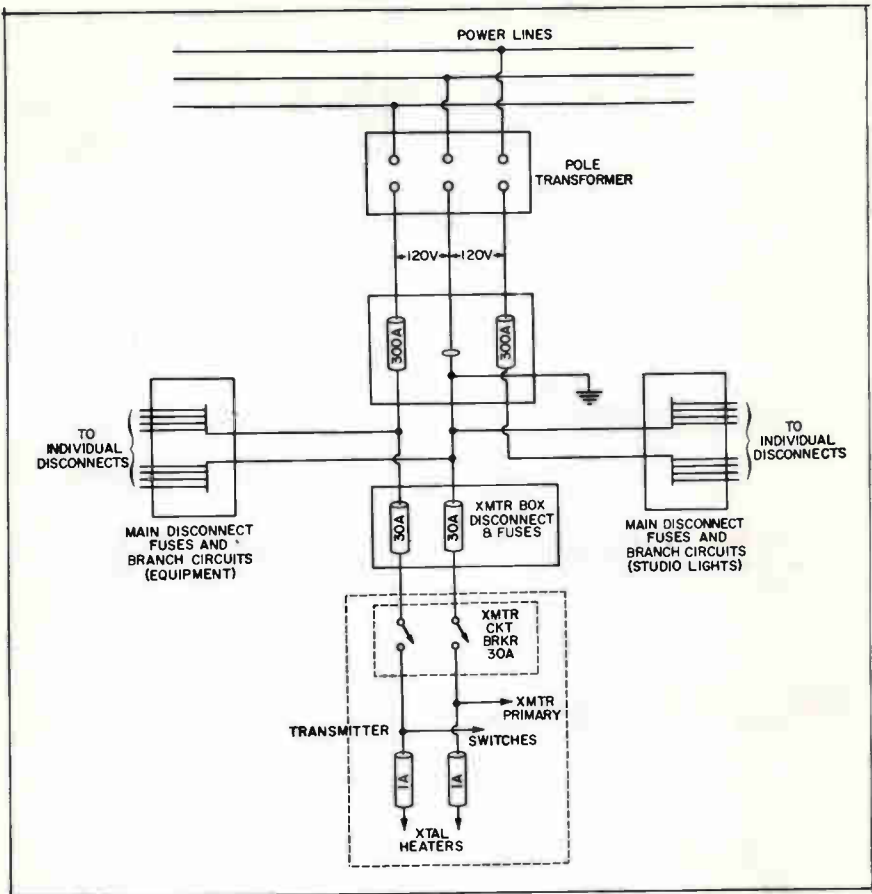 POWER LINES
POLE
TRANSFORMER
120V
120V
300A
300A
TO
INDIVIDUAL
DISCONNECTS
MAIN DISCONNECT
FUSES AND
BRANCH CIRCUITS
(EQUIPMENT)
TO
INDIVIDUAL
DISCONNECTS
MAIN DISCONNECT
FUSES AND
BRANCH CIRCUITS
(STUDIO LIGHTS)
30A
30A
XMTR BOX
DISCONNECT
& FUSES
XMTR
CKT
BRKR
30A
XMTR
PRIMARY
TRANSMITTER
SWITCHES
1A
1A
XTAL
HEATERS